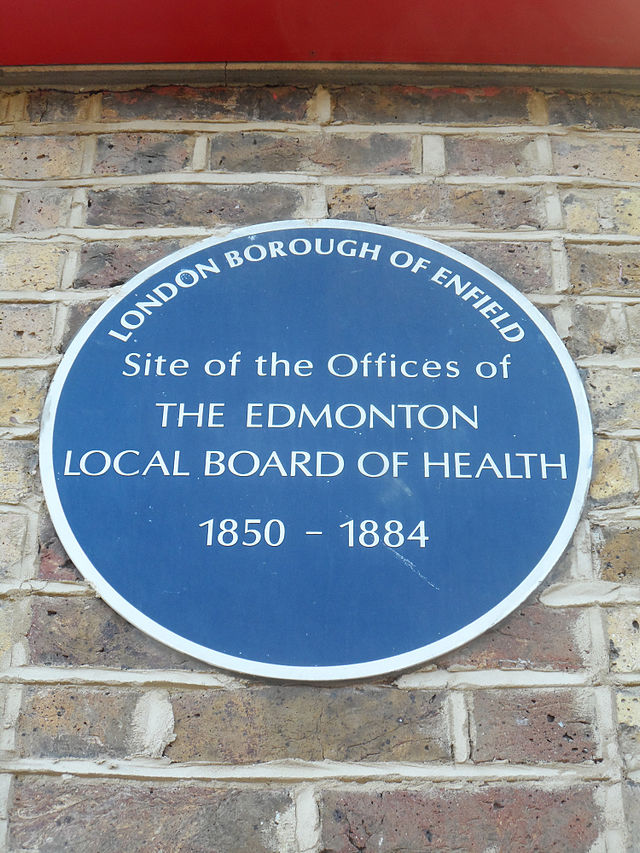 LONDON BOROUGH OF ENFIELD
Site of the Offices of
THE EDMONTON
LOCAL BOARD OF HEALTH
1850 - 1884